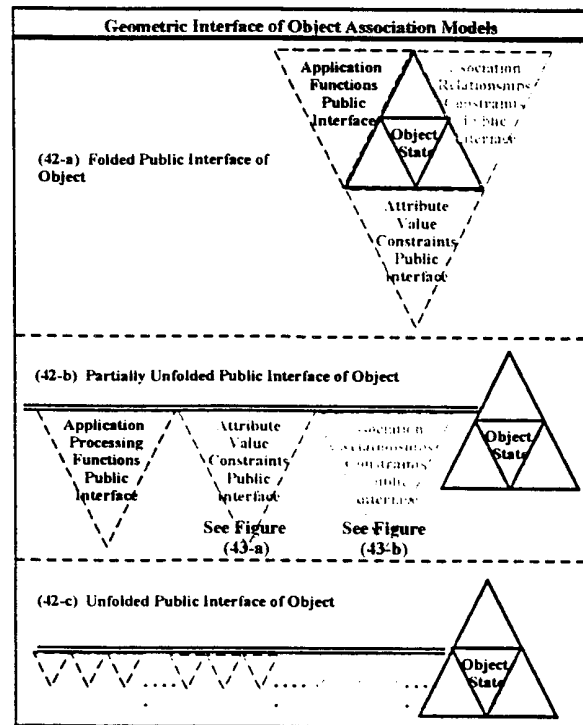 Geometric Interface of Object Association Models
Application
Functions
Public
Interface
Relationships/
Public
Object
State
(42-a) Folded Public Interface of
Object
Attribute
Value
Constraints
Public
Interface
(42-b) Partially Unfolded Public Interface of Object
Application
Processing
Functions
Public
Interface
Attribute
Value
Constraints
Public
Interface
Object
State
See Figure
(43-a)
See Figure
(43-b)
(42-c) Unfolded Public Interface of Object
Object
State